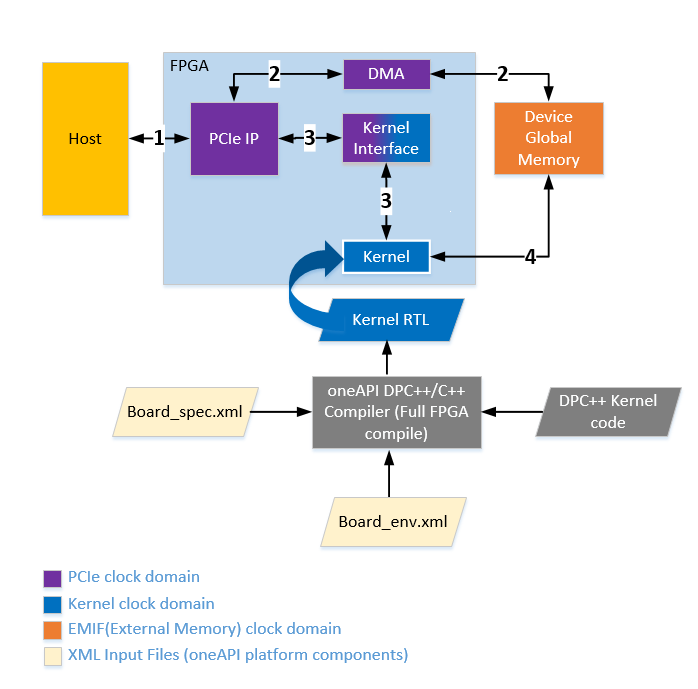 FPGA
DMA
2
2
Host
1
PCIe IP
3
Kernel
Interface
Device
Global
Memory
3
Kernel
4
Kernel RTL
oneAPI DPC++/C++
Compiler (Full FPGA
compile)
Board_spec.xml
DPC++ Kernel
code
Board_env.xml
PCIe clock domain
Kernel clock domain
EMIF(External Memory) clock domain
XML Input Files (oneAPI platform components)